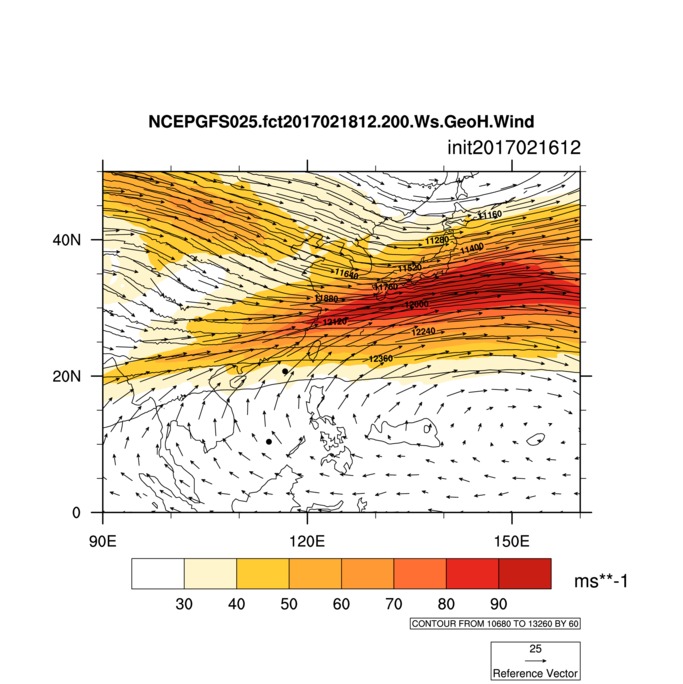 NCEPGFS025.fct2017021812.200.Ws.GeoH.Wind
init2017021612
40N
20N
0
90E
120E
150E
11160
11280
11400
11520
11640
11760
11880
12000
12120
12240
12360
30
40
50
60
70
80
90
ms**-1
CONTOUR FROM 10680 TO 13260 BY 60
25
Reference Vector